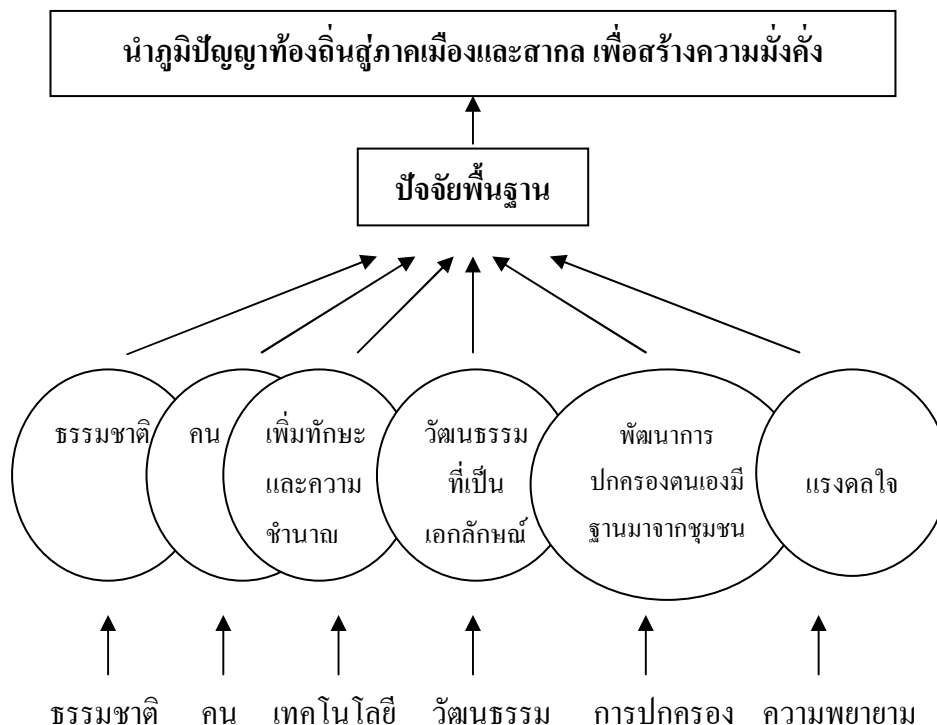 นำภูมิปัญญาท้องถิ่นสู่ภาคเมืองและสากล เพื่อสร้างความมั่งคั่ง
ปัจจัยพื้นฐาน
ธรรมชาติ
คน
เพิ่มทักษะ
และความ
ชำนาญ
วัฒนธรรม
ที่เป็น
เอกลักษณ์
พัฒนาการ
ปกครองตนเองมี
ฐานมาจากชุมชน
แรงดลใจ
ธรรมชาติ คน เทคโนโลยี วัฒนธรรม การปกครอง ความพยายาม